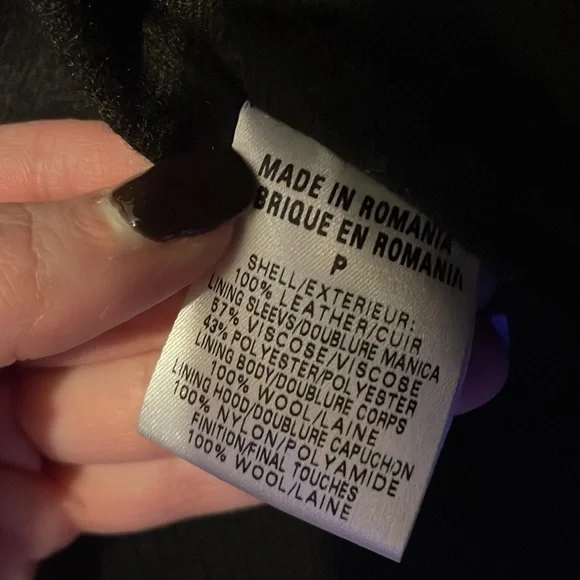 MADE IN ROMANIA
BRIQUE EN ROMANIA
P
SHELL/EXTERIEUR:
100% LEATHER/CUIR
LINING SLEEVS/DOUBLURE MANICA
57% VISCOSE/VISCOSE
43% POLYESTER/POLYESTER
LINING BODY/DOUBLURE CORPS
100% WOOL/LAINE
LINING HOOD/DOUBLURE CAPUCHON
100% NYLON/POLYAMIDE
FINITION/FINAL TOUCHES
100% WOOL/LAINE